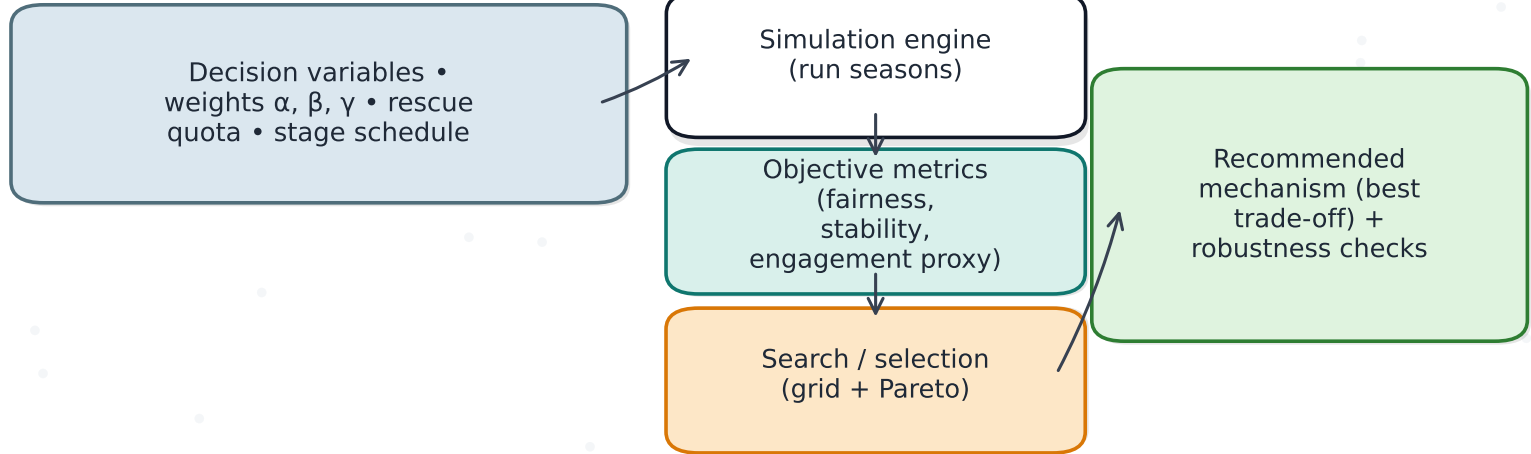 Decision variables •
weights α, β, γ • rescue
quota • stage schedule
Simulation engine
(run seasons)
Objective metrics
(fairness,
stability,
engagement proxy)
Search / selection
(grid + Pareto)
Recommended
mechanism (best
trade-off) +
robustness checks